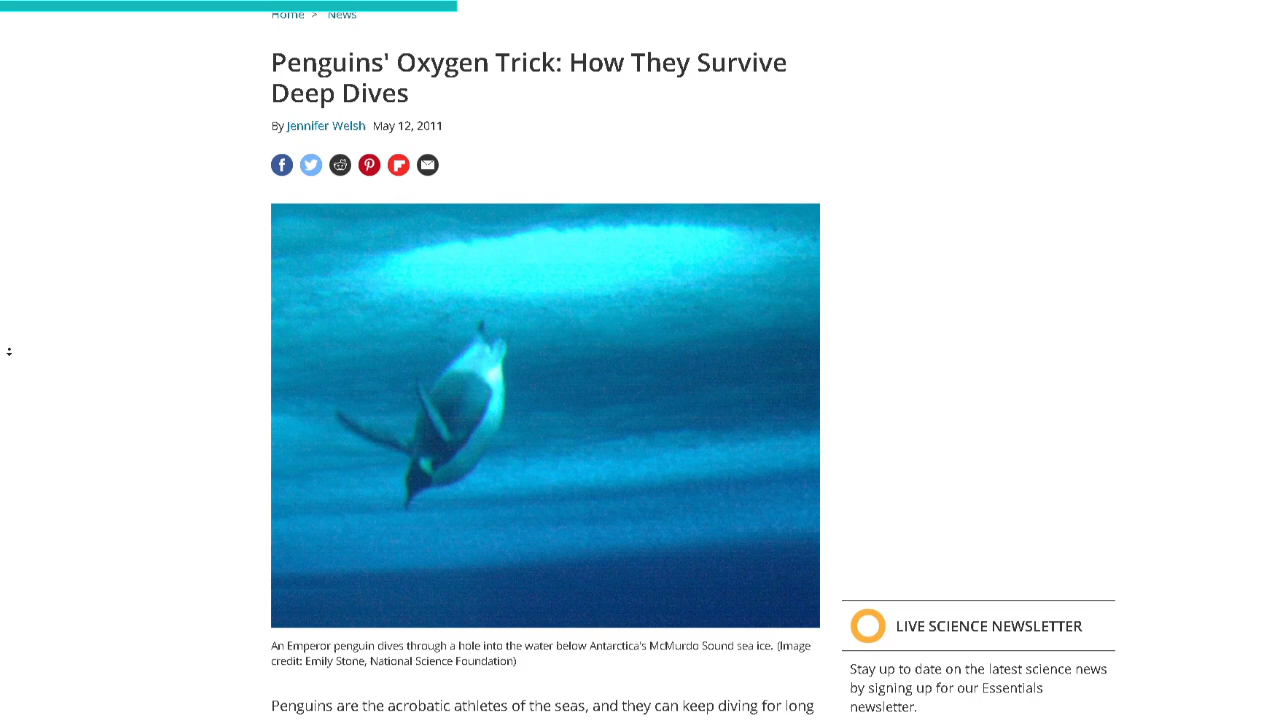 Home > News
Penguins' Oxygen Trick: How They Survive
Deep Dives
By Jennifer Welsh May 12, 2011
An Emperor penguin dives through a hole into the water below Antarctica's McMurdo Sound sea ice. (Image
credit: Emily Stone, National Science Foundation)
Penguins are the acrobatic athletes of the seas, and they can keep diving for long
LIVE SCIENCE NEWSLETTER
Stay up to date on the latest science news
by signing up for our Essentials
newsletter.